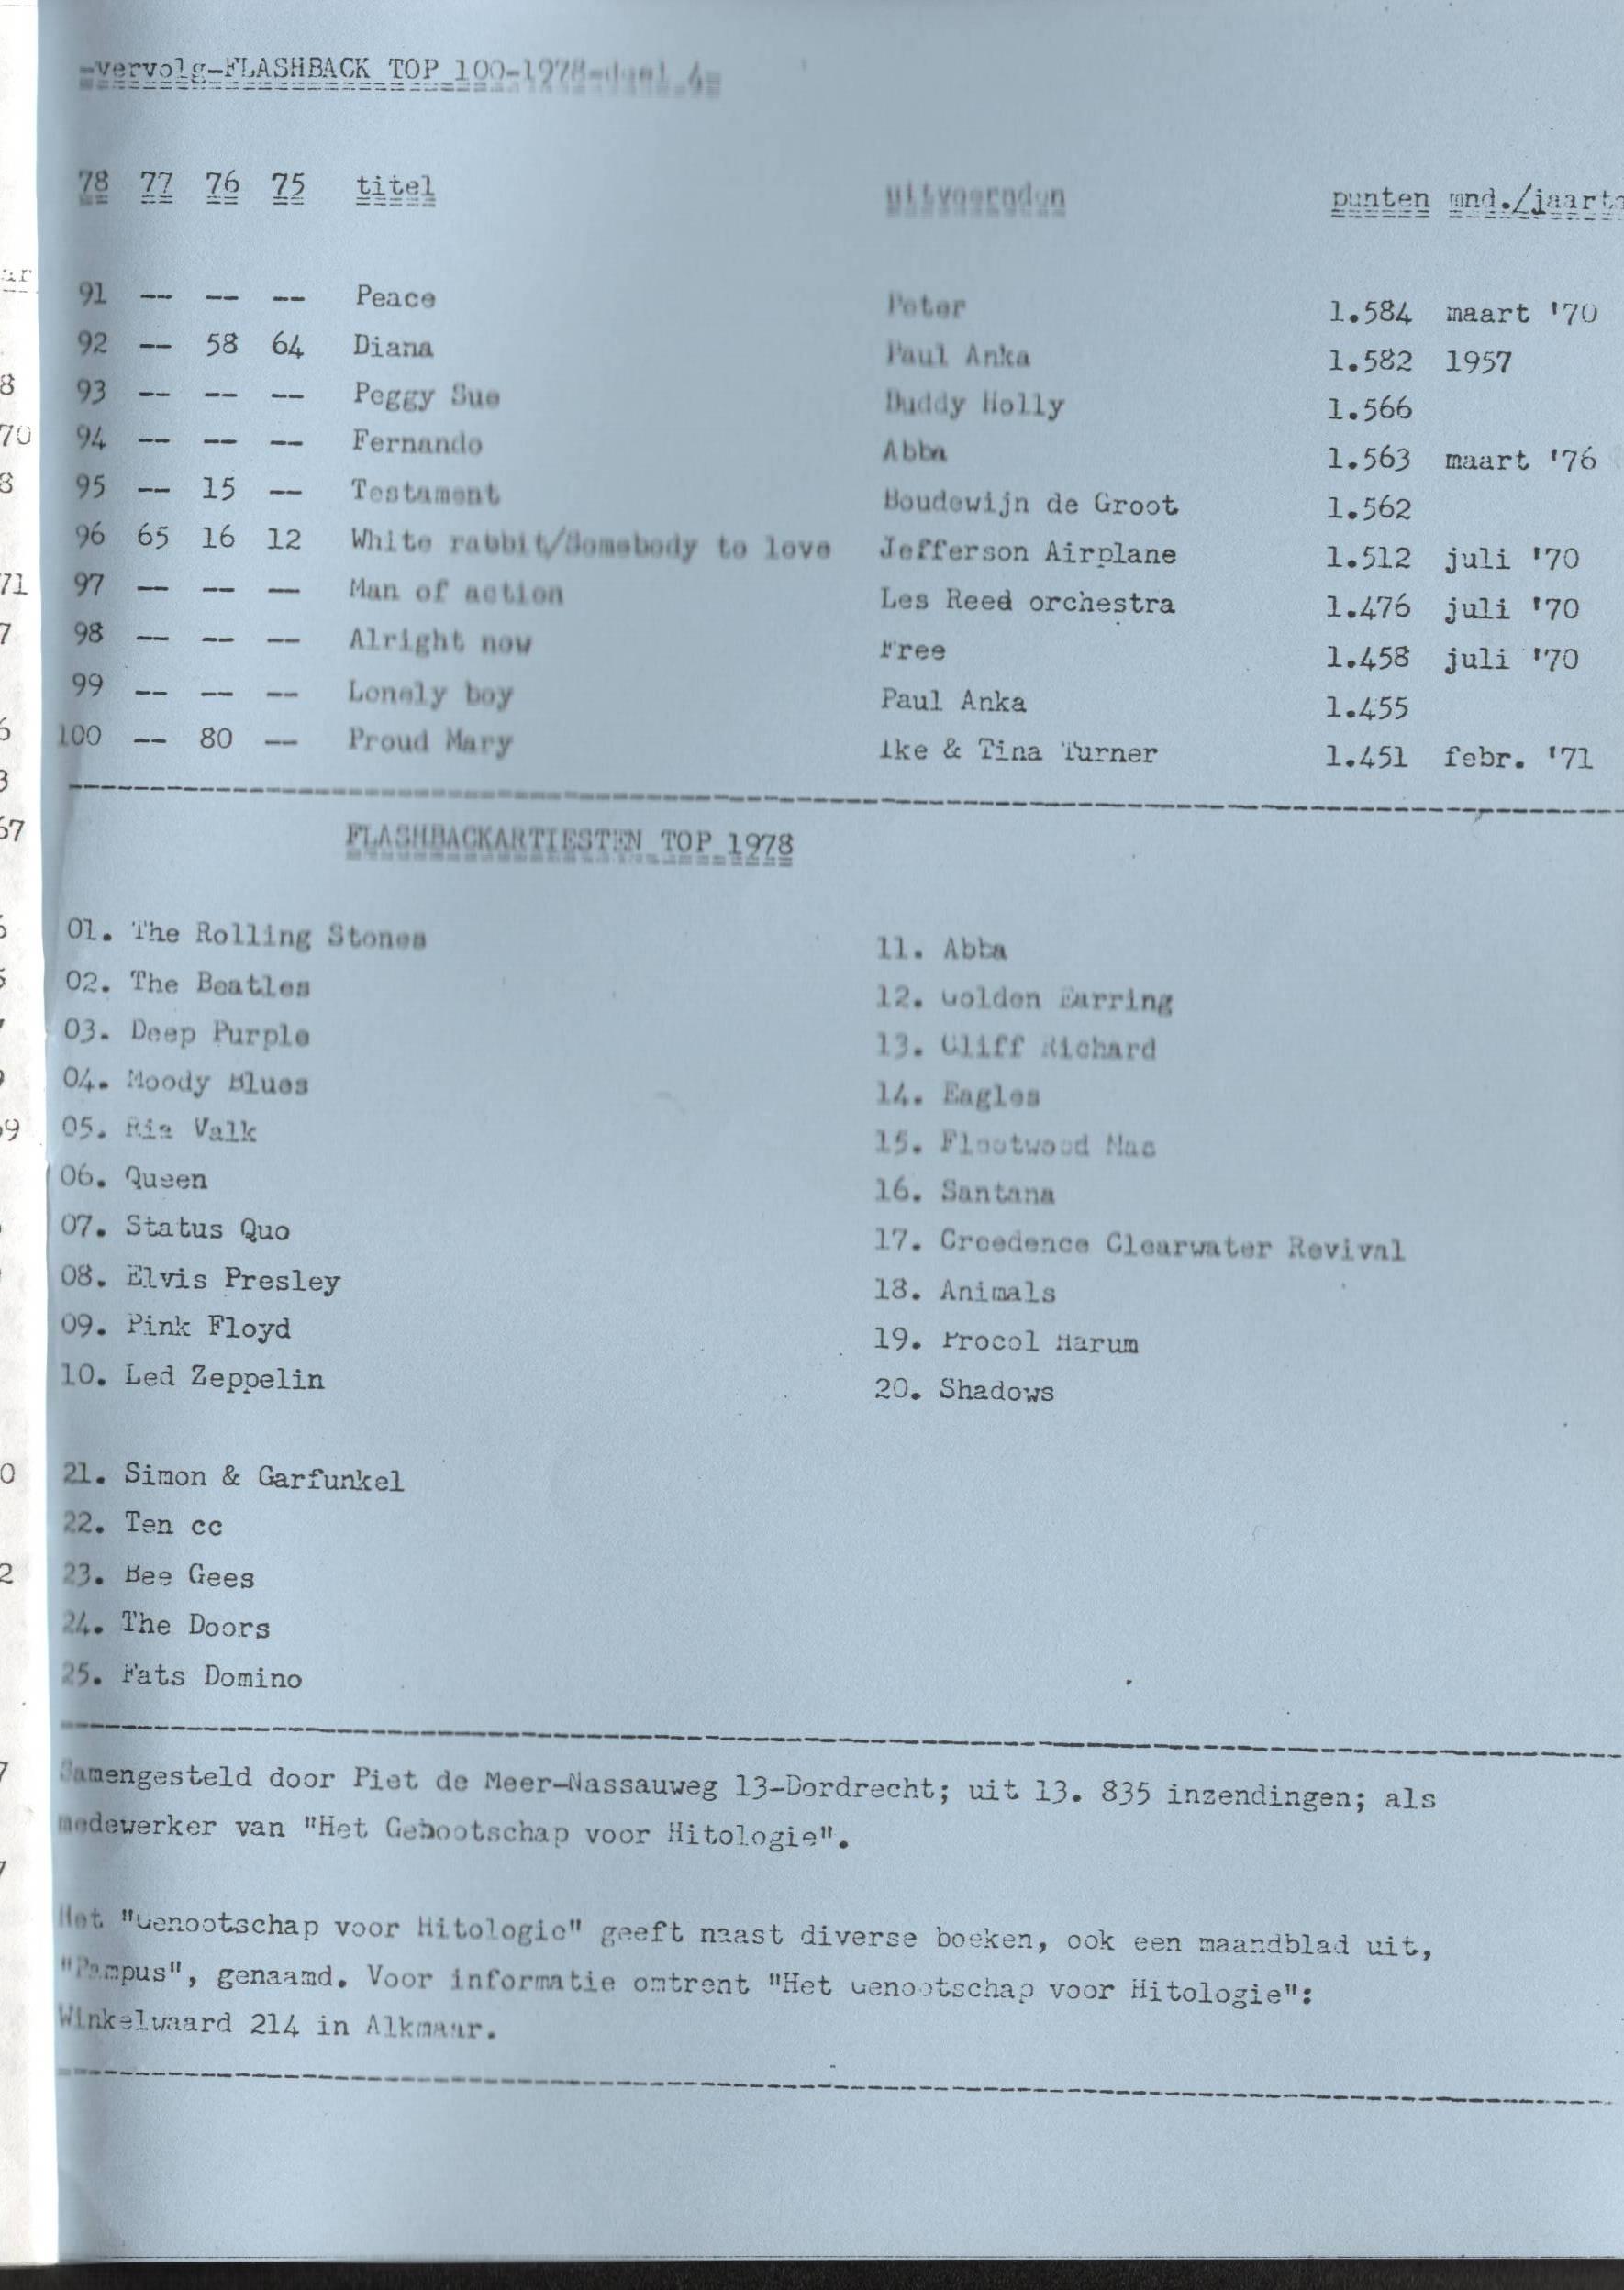 -vervolg-FLASHBACK TOP 100-1978-deel 4-
78 77 76 75 titel uitvoerenden punten mnd./jaart
91 -- -- -- Peace Peter 1.584 maart '70
92 -- 58 64 Diana Paul Anka 1.582 1957
93 -- -- -- Peggy Sue Buddy Holly 1.566
94 -- -- -- Fernando Abba 1.563 maart '76
95 -- 15 -- Testament Boudewijn de Groot 1.562
96 65 16 12 White rabbit/Somebody to love Jefferson Airplane 1.512 juli '70
97 -- -- -- Man of action Les Reed orchestra 1.476 juli '70
98 -- -- -- Alright now Free 1.458 juli '70
99 -- -- -- Lonely boy Paul Anka 1.455
100 -- 80 -- Proud Mary Ike & Tina Turner 1.451 febr. '71
FLASHBACKARTIESTEN TOP 1978
01. The Rolling Stones
02. The Beatles
03. Deep Purple
04. Moody Blues
05. Ria Valk
06. Queen
07. Status Quo
08. Elvis Presley
09. Pink Floyd
10. Led Zeppelin
11. Abba
12. Golden Earring
13. Cliff Richard
14. Eagles
15. Fleetwood Mac
16. Santana
17. Creedence Clearwater Revival
18. Animals
19. Procol Harum
20. Shadows
21. Simon & Garfunkel
22. Ten cc
23. Bee Gees
24. The Doors
25. Fats Domino
Samengesteld door Piet de Meer-Nassauweg 13-Dordrecht; uit 13. 835 inzendingen; als
medewerker van "Het Genootschap voor Hitologie".
Het "Genootschap voor Hitologie" geeft naast diverse boeken, ook een maandblad uit,
"Pampus", genaamd. Voor informatie omtrent "Het Genootschap voor Hitologie":
Winkelwaard 214 in Alkmaar.